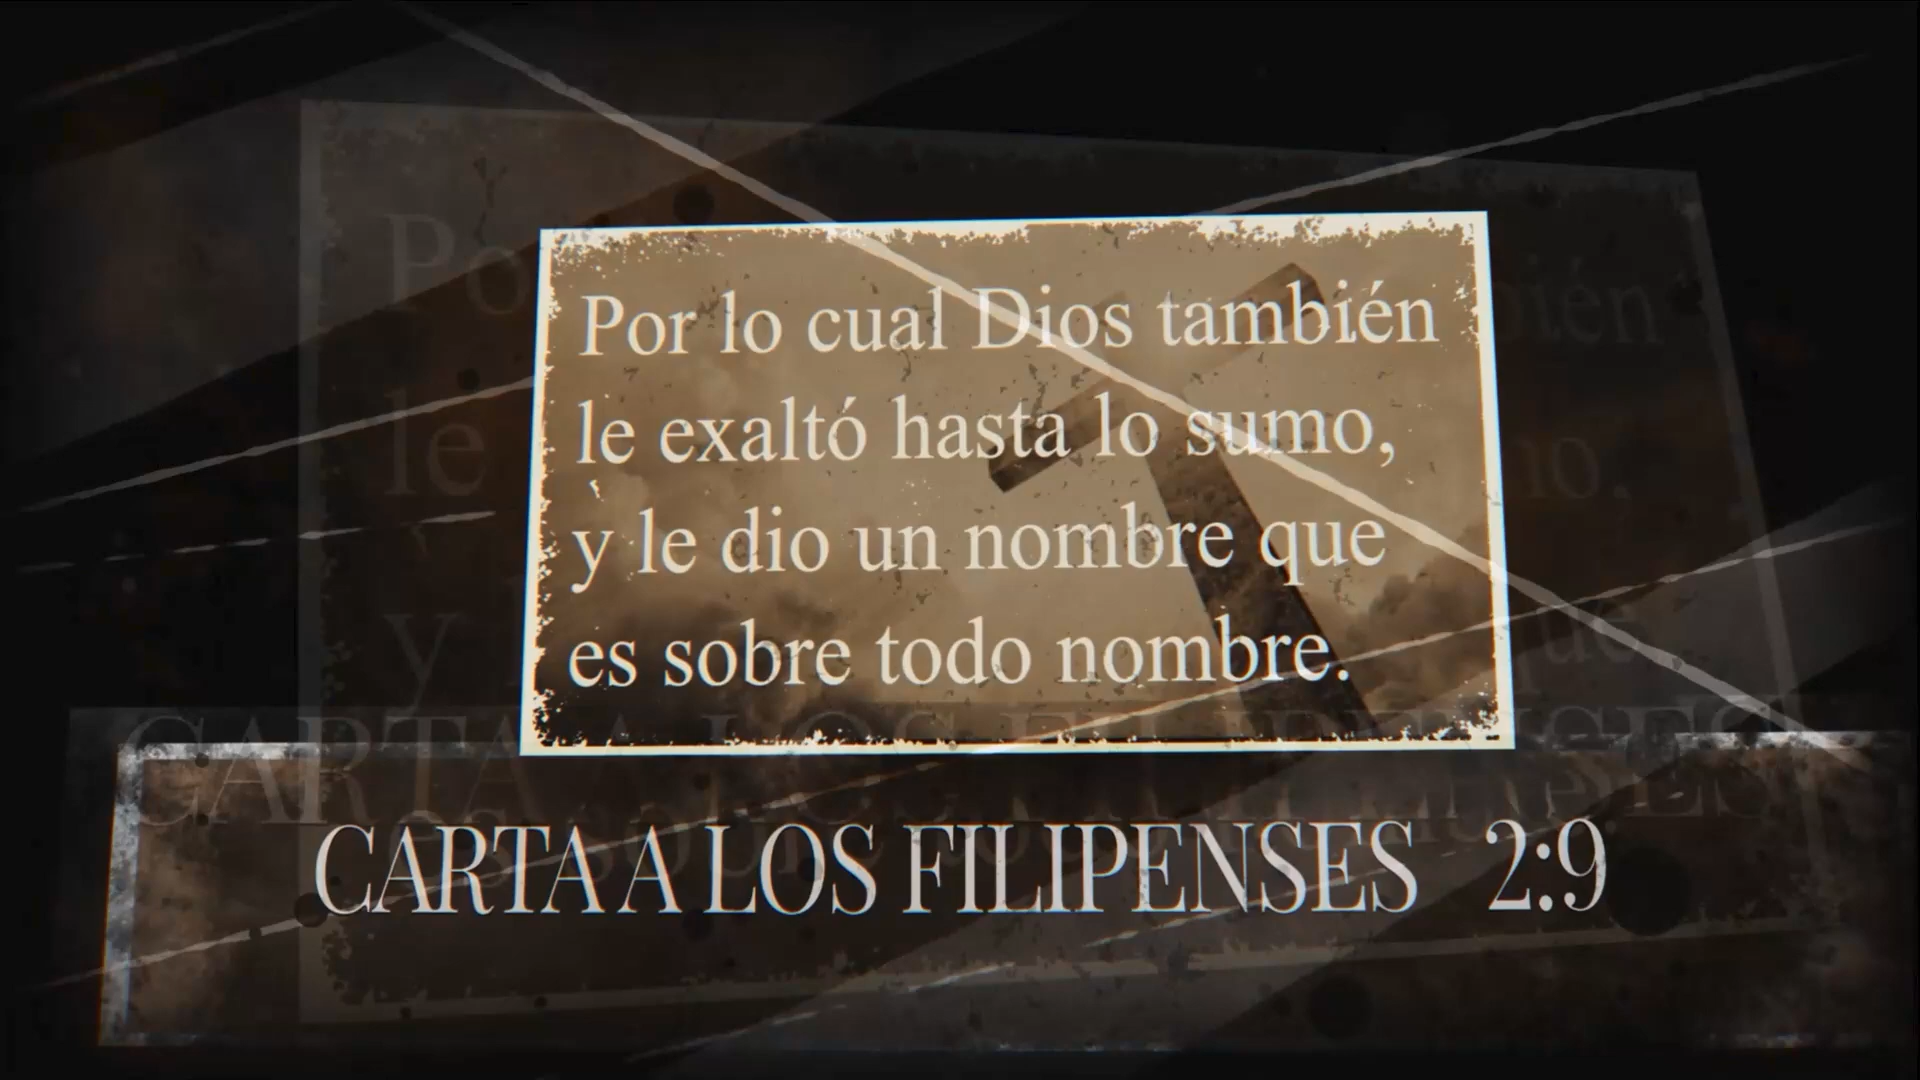 Por lo cual Dios también
le exaltó hasta lo sumo,
y le dio un nombre que
es sobre todo nombre.
CARTA A LOS FILIPENSES 2:9